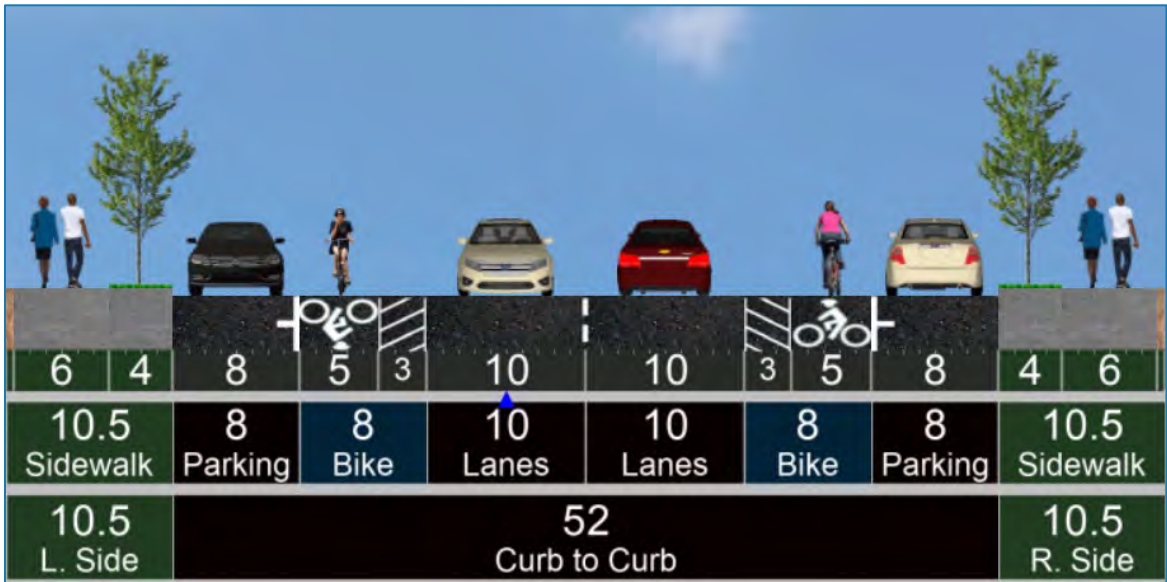 6 4 8 5 3 10 10 3 5 8 4 6
10.5 8 8 10 10 8 8 10.5
Sidewalk Parking Bike Lanes Lanes Bike Parking Sidewalk
10.5 52 10.5
L. Side Curb to Curb R. Side